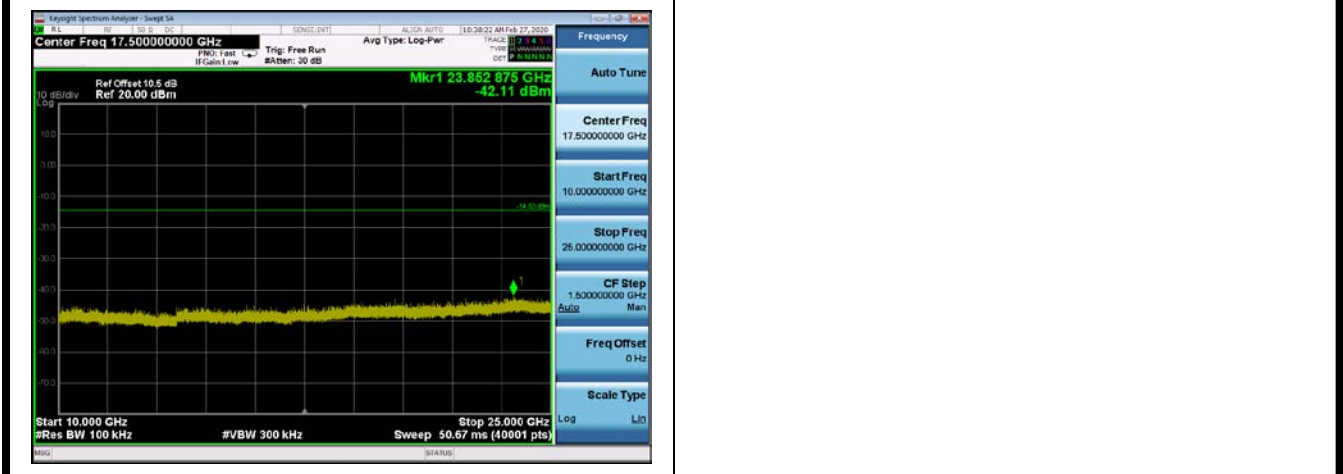 Keysight Spectrum Analyzer - Swept SA
RL RF 50 Ω DC SENSE:INT ALIGN AUTO 10:38:22 AM Feb 27, 2020
Center Freq 17.500000000 GHz
PNO: Fast
IFGain:Low
Trig: Free Run
#Atten: 30 dB
Avg Type: Log-Pwr
TRACE 1 2 3 4 5 6
TYPE
DET P N N N N N
Mkr1 23.852 875 GHz
-42.11 dBm
Ref Offset 10.5 dB
10 dB/div Ref 20.00 dBm
Log
10.0
0.00
-10.0
-20.0
-30.0
-40.0
-50.0
-60.0
-70.0
1
Start 10.000 GHz Stop 25.000 GHz
#Res BW 100 kHz #VBW 300 kHz Sweep 50.67 ms (40001 pts)
MSG STATUS
Frequency
Auto Tune
Center Freq
17.500000000 GHz
Start Freq
10.000000000 GHz
Stop Freq
25.000000000 GHz
CF Step
1.500000000 GHz
Auto Man
Freq Offset
0 Hz
Scale Type
Log Lin